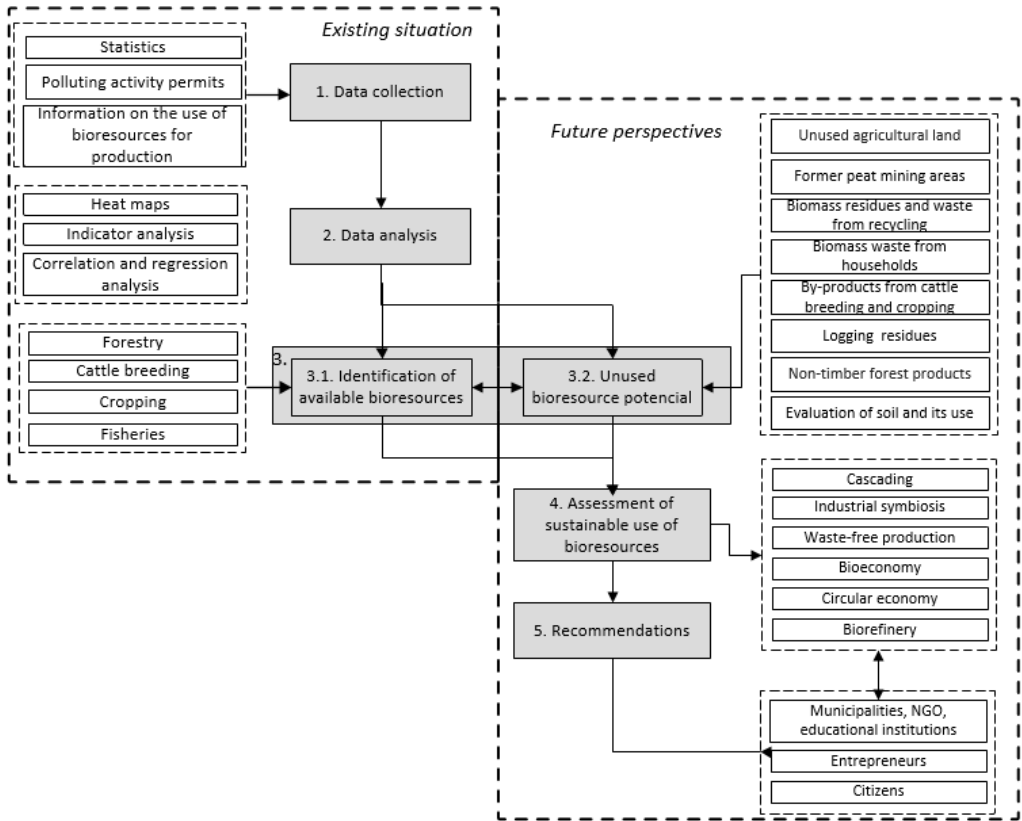 Existing situation
Statistics
Polluting activity permits
Information on the use of
bioresources for
production
1. Data collection
Heat maps
Indicator analysis
Correlation and regression
analysis
2. Data analysis
Forestry
Cattle breeding
Cropping
Fisheries
3.
3.1. Identification of
available bioresources
Future perspectives
3.2. Unused
bioresource potencial
Unused agricultural land
Former peat mining areas
Biomass residues and waste
from recycling
Biomass waste from
households
By-products from cattle
breeding and cropping
Logging residues
Non-timber forest products
Evaluation of soil and its use
4. Assessment of
sustainable use of
bioresources
Cascading
Industrial symbiosis
Waste-free production
Bioeconomy
Circular economy
Biorefinery
5. Recommendations
Municipalities, NGO,
educational institutions
Entrepreneurs
Citizens